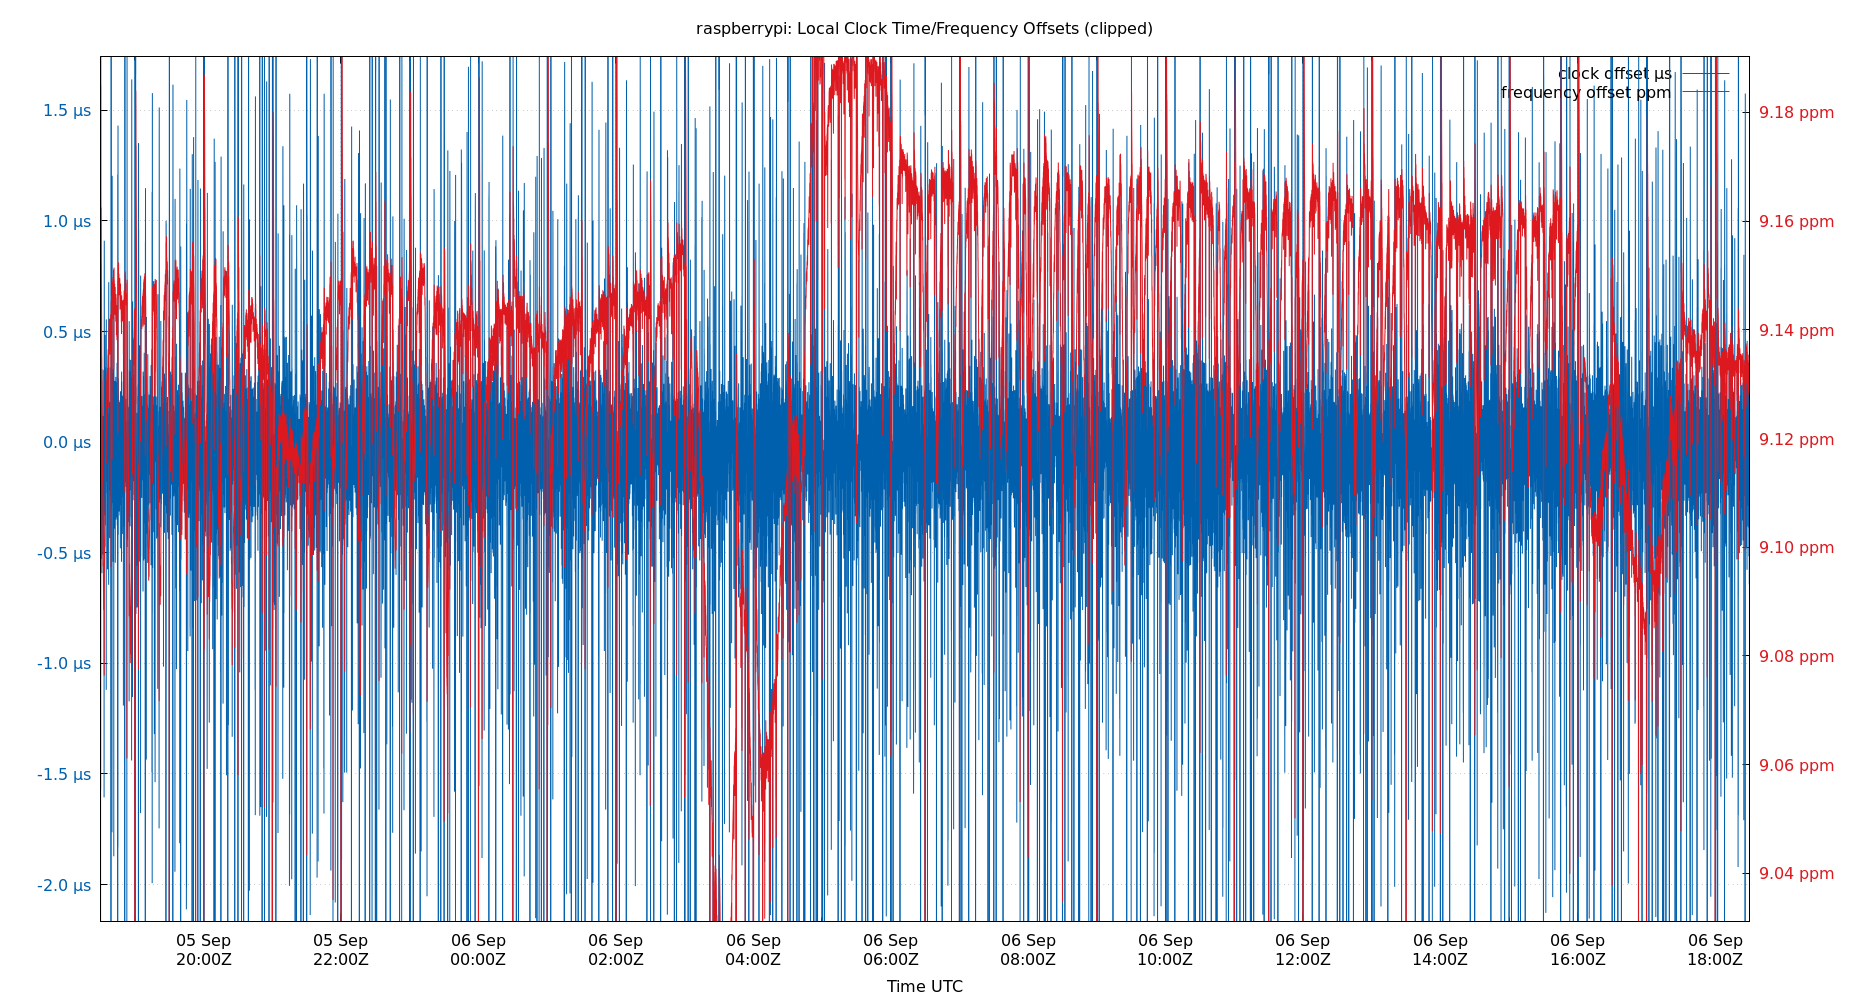 raspberrypi: Local Clock Time/Frequency Offsets (clipped)
clock offset µs
frequency offset ppm
1.5 µs
1.0 µs
0.5 µs
0.0 µs
-0.5 µs
-1.0 µs
-1.5 µs
-2.0 µs
9.18 ppm
9.16 ppm
9.14 ppm
9.12 ppm
9.10 ppm
9.08 ppm
9.06 ppm
9.04 ppm
05 Sep
20:00Z
05 Sep
22:00Z
06 Sep
00:00Z
06 Sep
02:00Z
06 Sep
04:00Z
06 Sep
06:00Z
06 Sep
08:00Z
06 Sep
10:00Z
06 Sep
12:00Z
06 Sep
14:00Z
06 Sep
16:00Z
06 Sep
18:00Z
Time UTC